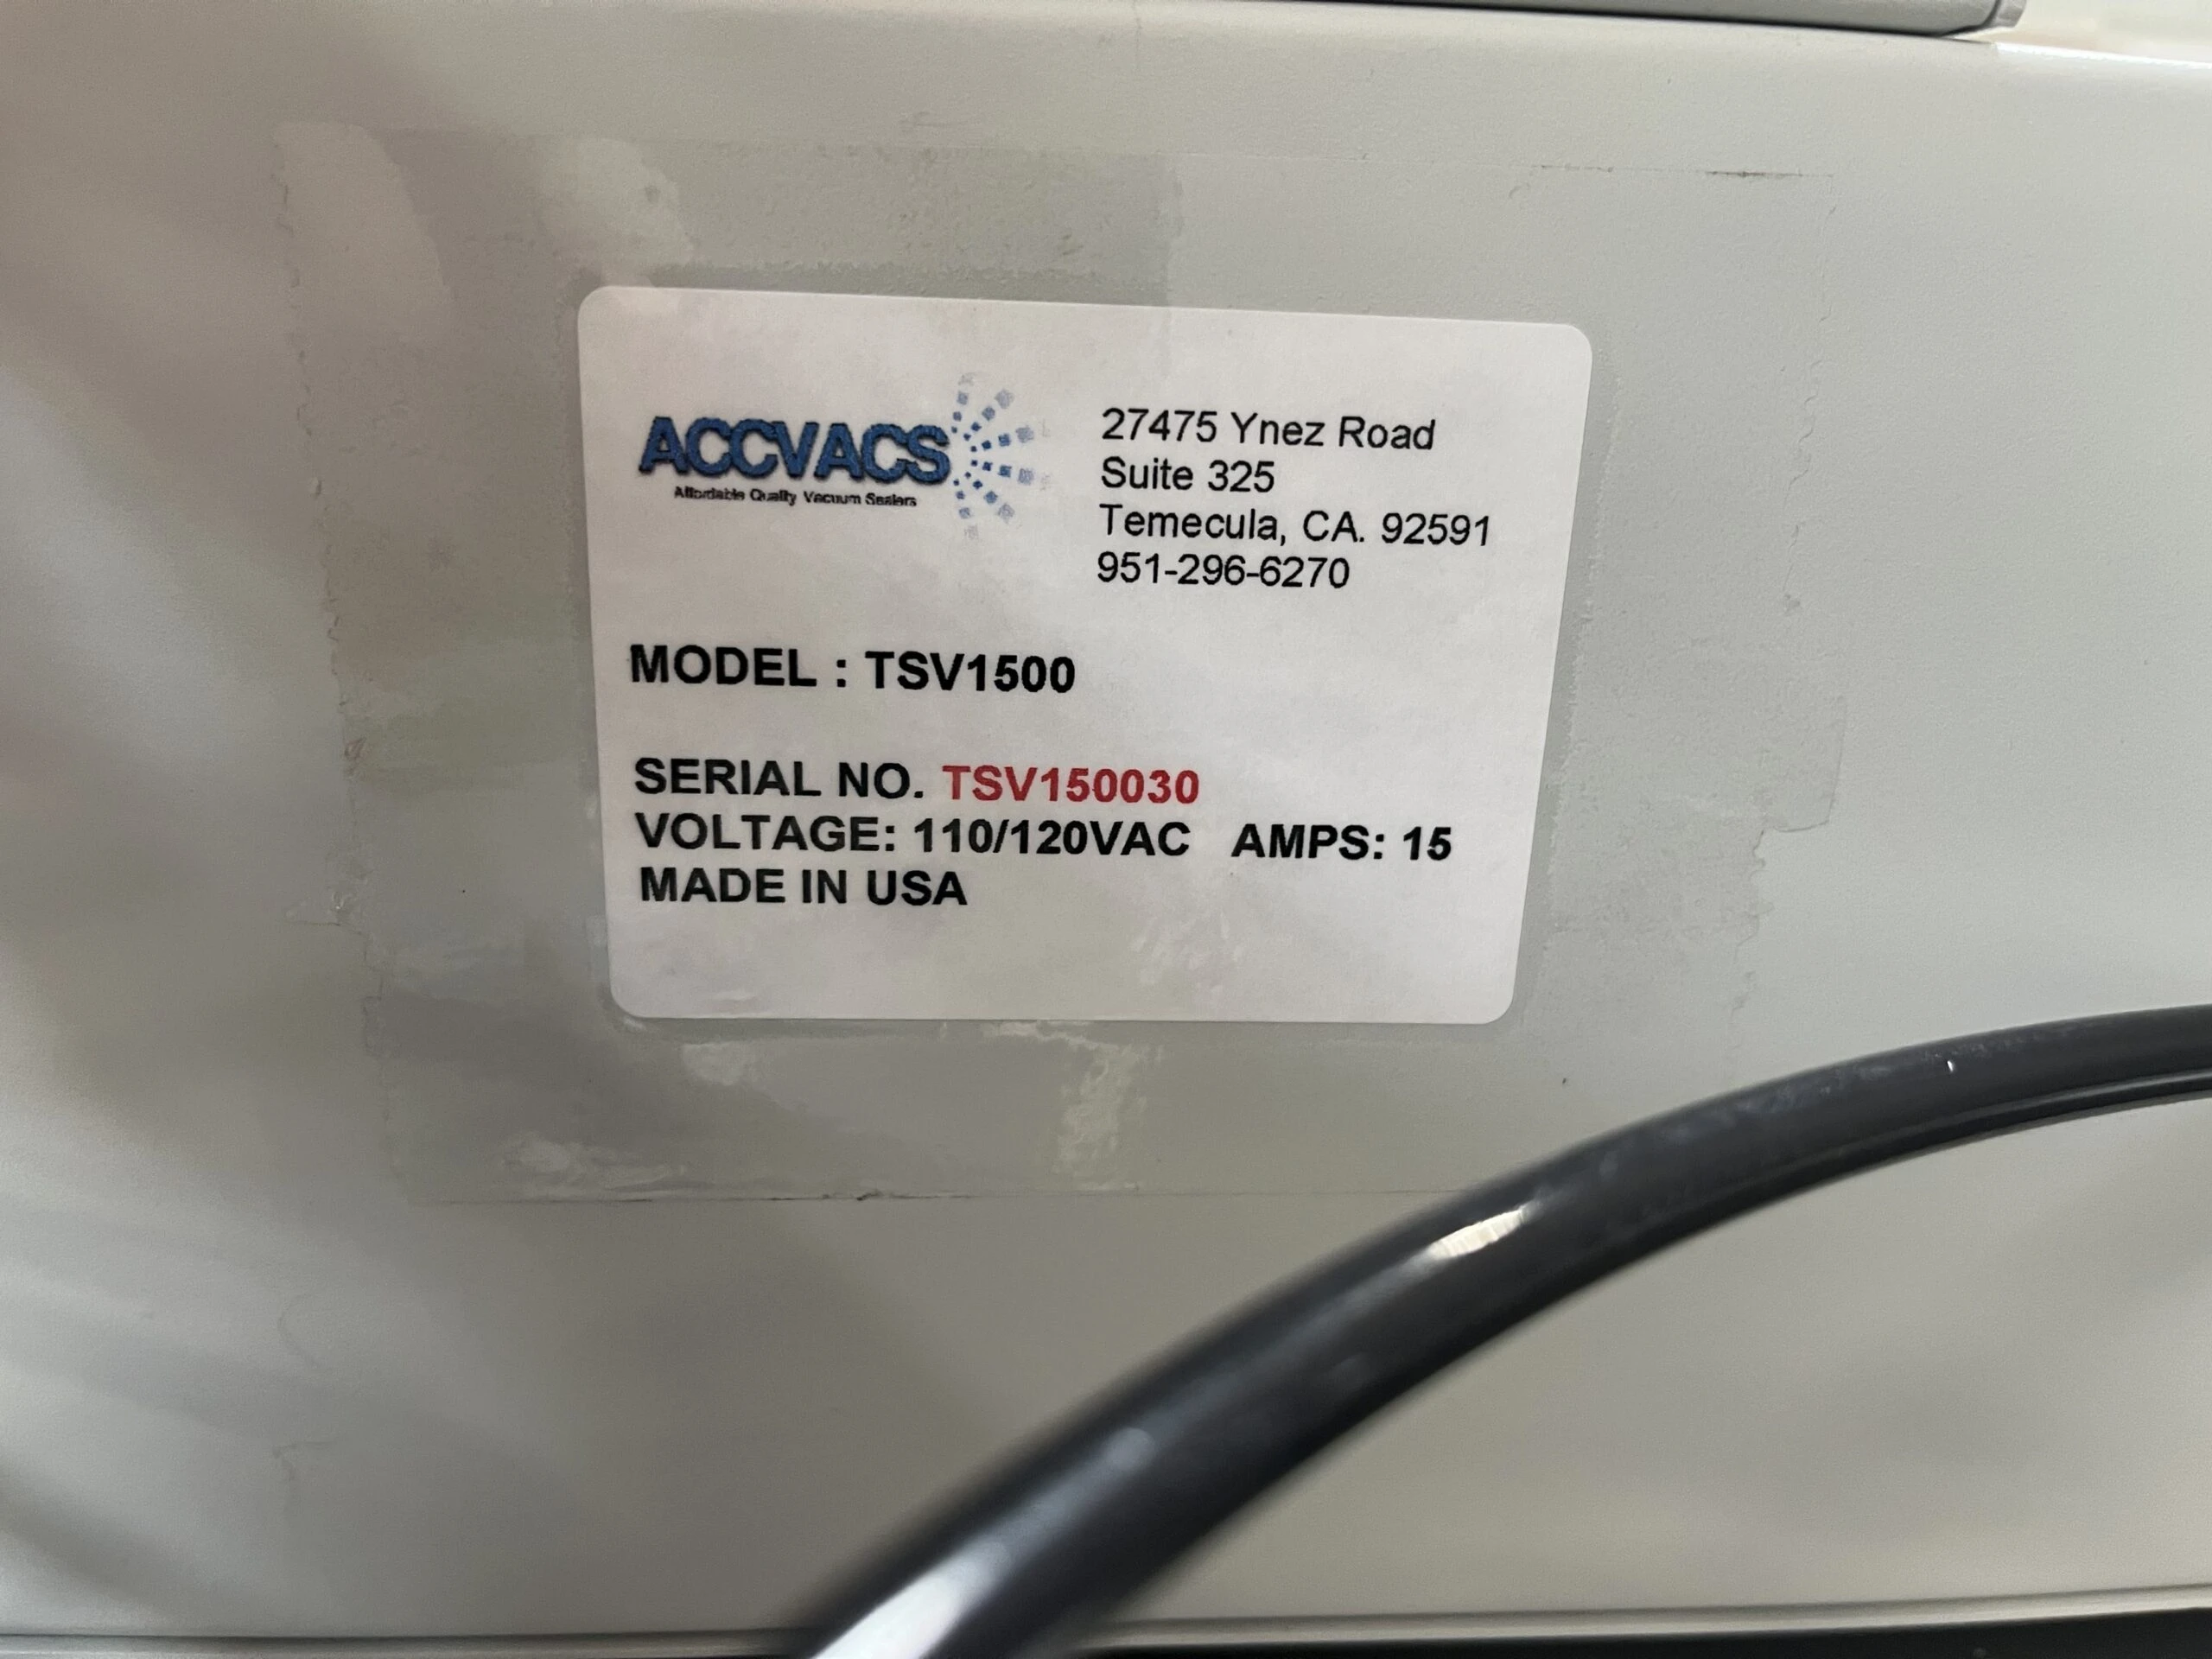 ACCVACS
Affordable Quality Vacuum Sealers
27475 Ynez Road
Suite 325
Temecula, CA. 92591
951-296-6270
MODEL : TSV1500
SERIAL NO. TSV150030
VOLTAGE: 110/120VAC AMPS: 15
MADE IN USA